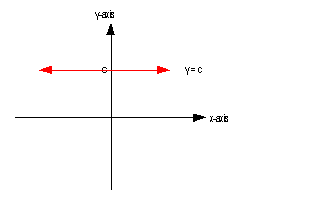 y-axis
c
y = c
x-axis